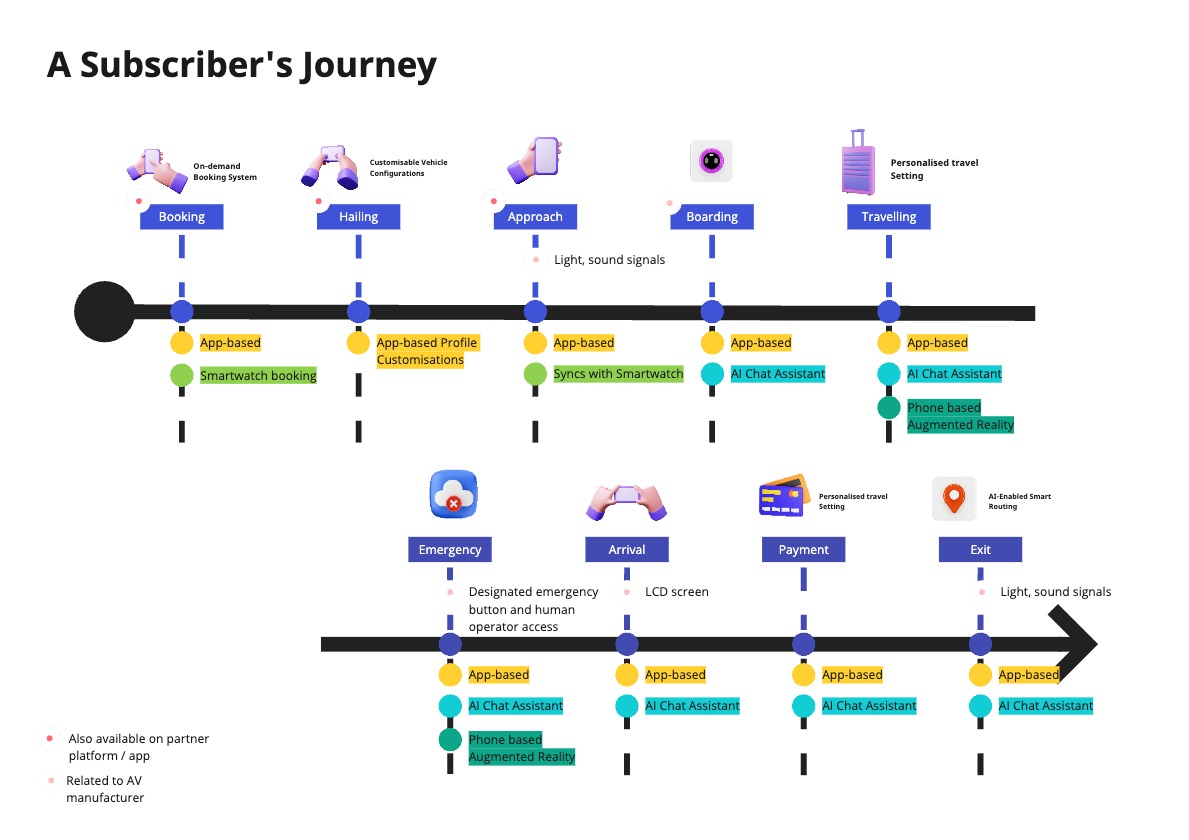 A Subscriber's Journey
On-demand
Booking System
Customisable Vehicle
Configurations
Personalised travel
Setting
Booking
Hailing
Approach
Boarding
Travelling
Light, sound signals
App-based
App-based Profile
Customisations
App-based
App-based
App-based
Smartwatch booking
Syncs with Smartwatch
AI Chat Assistant
AI Chat Assistant
Phone based
Augmented Reality
Personalised travel
Setting
AI-Enabled Smart
Routing
Emergency
Arrival
Payment
Exit
Designated emergency
button and human
operator access
LCD screen
Light, sound signals
App-based
App-based
App-based
App-based
AI Chat Assistant
AI Chat Assistant
AI Chat Assistant
AI Chat Assistant
Phone based
Augmented Reality
Also available on partner
platform / app
Related to AV
manufacturer